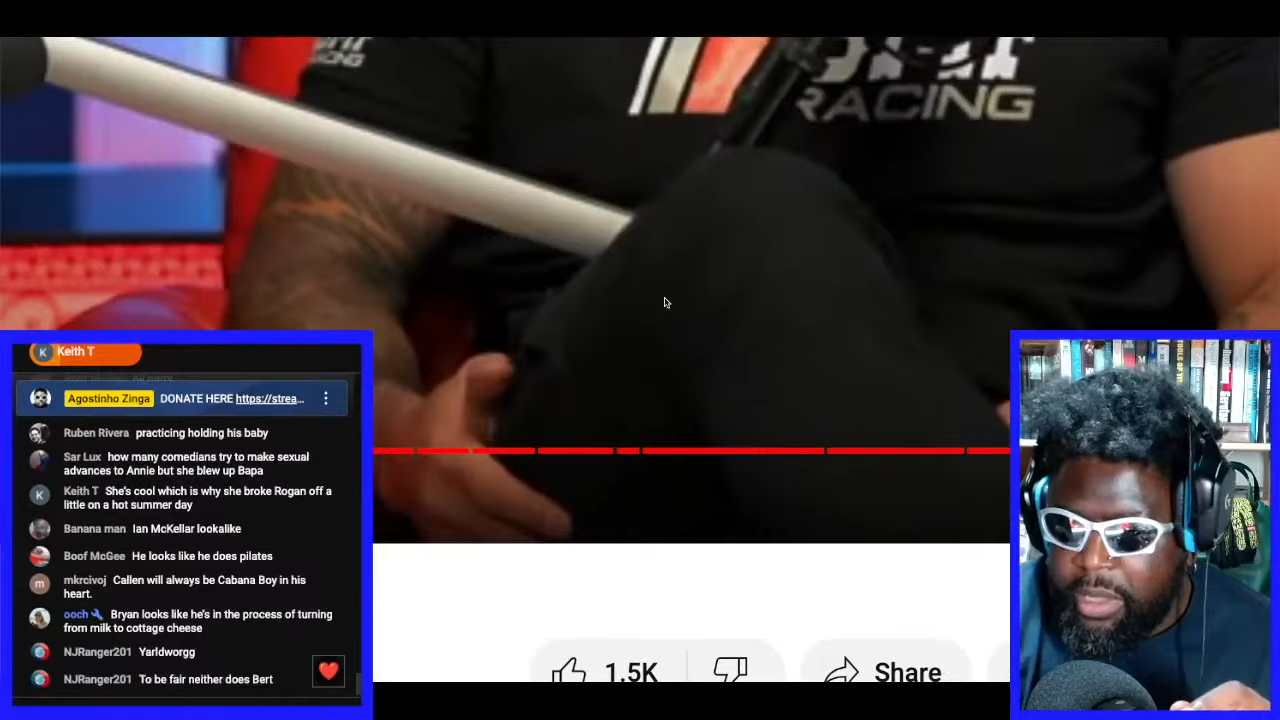 RACING
RACING
Keith T
Agostinho Zinga DONATE HERE https://strea...
Ruben Rivera practicing holding his baby
Sar Lux how many comedians try to make sexual
advances to Annie but she blew up Bapa
Keith T She's cool which is why she broke Rogan off a
little on a hot summer day
Banana man Ian McKellar lookalike
Boof McGee He looks like he does pilates
mkrcivoj Callen will always be Cabana Boy in his
heart.
ooch Bryan looks like he's in the process of turning
from milk to cottage cheese
NJRanger201 Yarldworgg
NJRanger201 To be fair neither does Bert
1.5K
Share